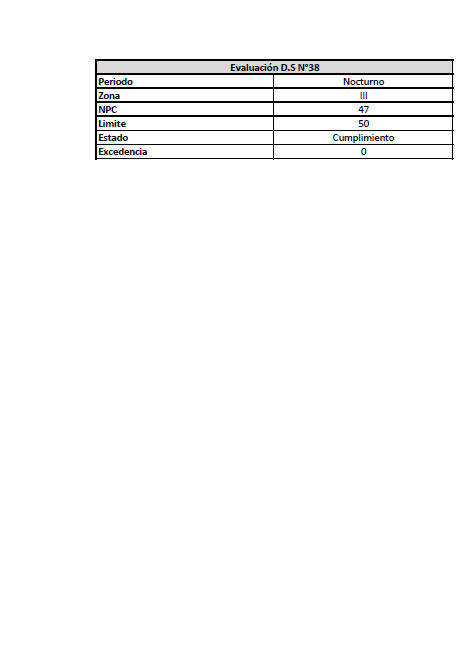 Evaluación D.S N°38
Periodo Nocturno
Zona III
NPC 47
Limite 50
Estado Cumplimiento
Excedencia 0